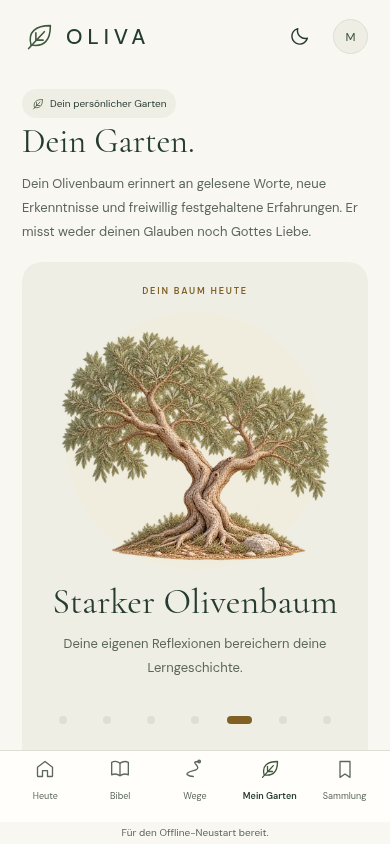 OLIVA
M
Dein persönlicher Garten
Dein Garten.
Dein Olivenbaum erinnert an gelesene Worte, neue
Erkenntnisse und freiwillig festgehaltene Erfahrungen. Er
misst weder deinen Glauben noch Gottes Liebe.
DEIN BAUM HEUTE
Starker Olivenbaum
Deine eigenen Reflexionen bereichern deine
Lerngeschichte.
Heute Bibel Wege Mein Garten Sammlung
Für den Offline-Neustart bereit.